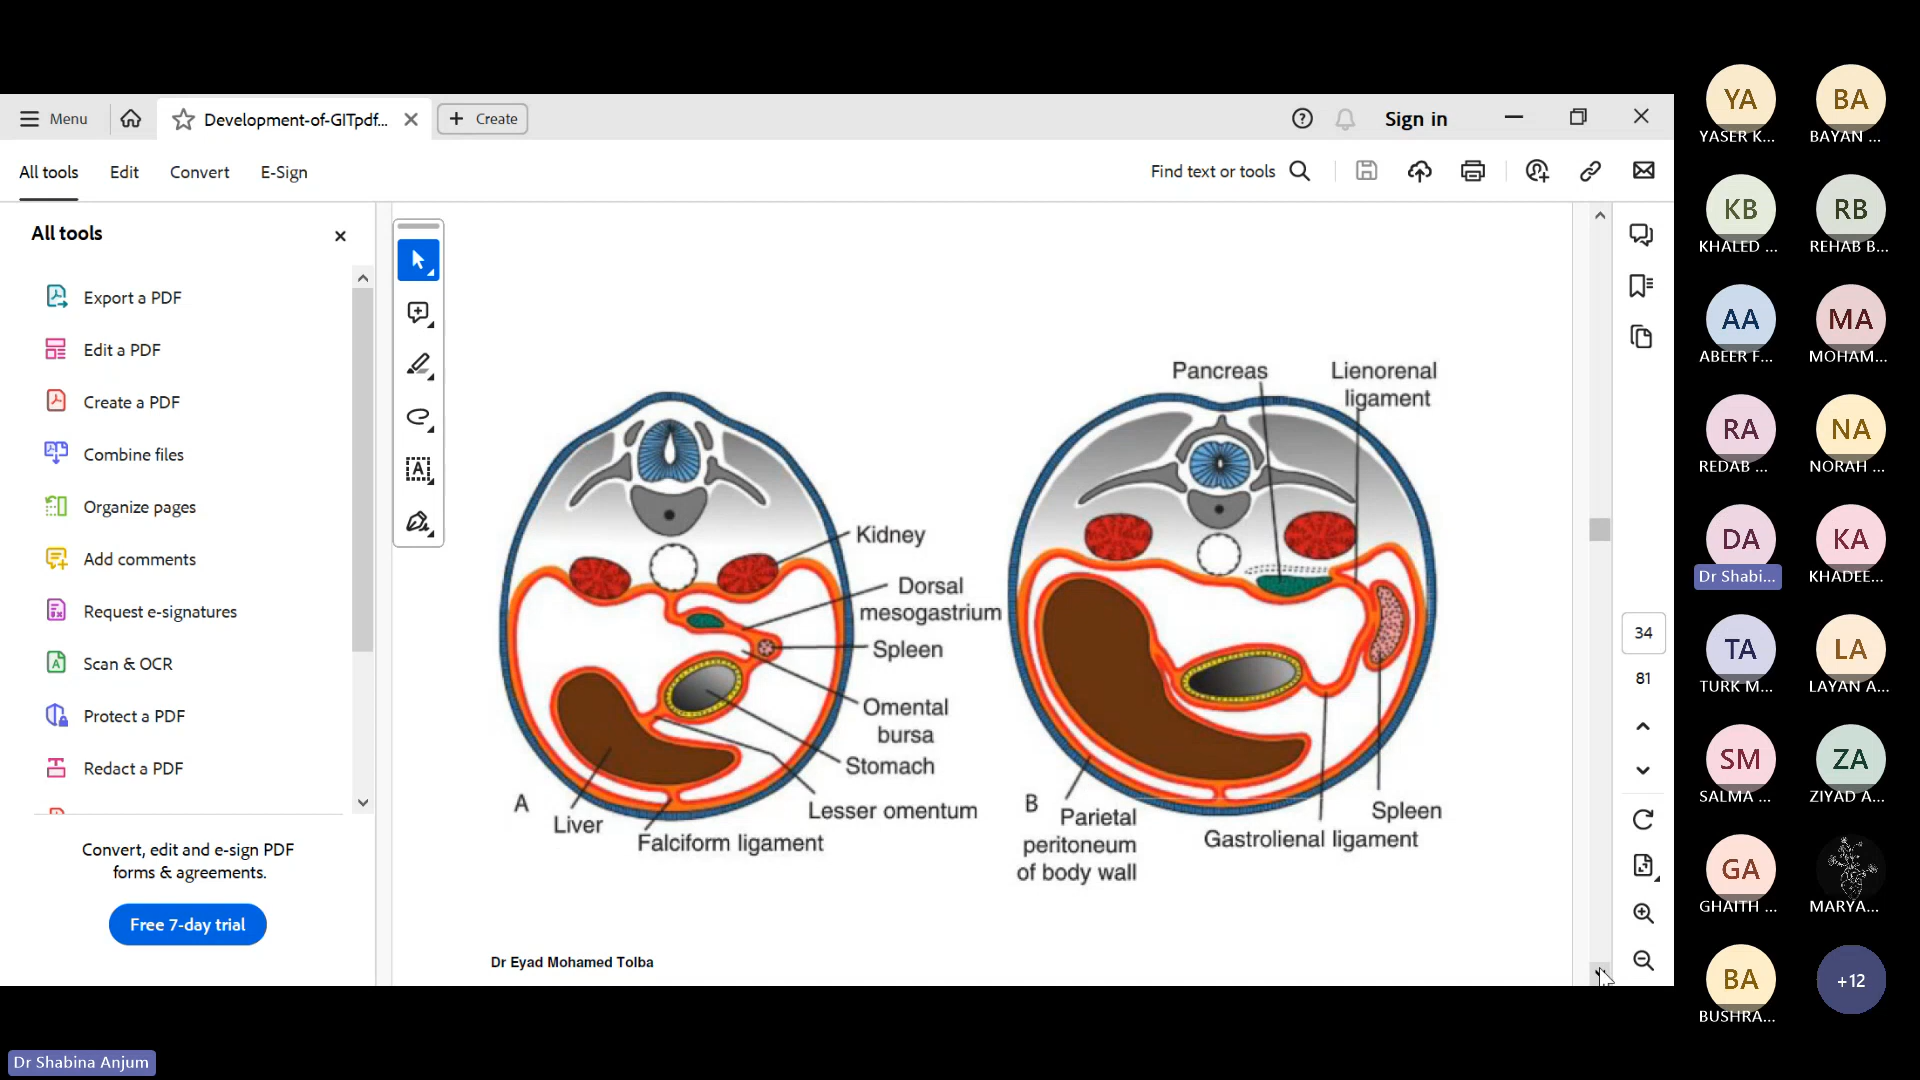 Menu
Development-of-GITpdf...
Create
Sign in
All tools
Edit
Convert
E-Sign
Find text or tools
All tools
Export a PDF
Edit a PDF
Create a PDF
Combine files
Organize pages
Add comments
Request e-signatures
Scan & OCR
Protect a PDF
Redact a PDF
Convert, edit and e-sign PDF
forms & agreements.
Free 7-day trial
Kidney
Dorsal
mesogastrium
Spleen
Omental
bursa
Stomach
Lesser omentum
Falciform ligament
Liver
A
Pancreas
Lienorenal
ligament
B
Parietal
peritoneum
of body wall
Gastrolienal ligament
Spleen
Dr Eyad Mohamed Tolba
34
81
YA
YASER K...
BA
BAYAN ...
KB
KHALED ...
RB
REHAB B...
AA
ABEER F...
MA
MOHAM...
RA
REDAB ...
NA
NORAH ...
DA
Dr Shabi...
KA
KHADEE...
TA
TURK M...
LA
LAYAN A...
SM
SALMA ...
ZA
ZIYAD A...
GA
GHAITH ...
MARYA...
BA
BUSHRA...
+12
Dr Shabina Anjum